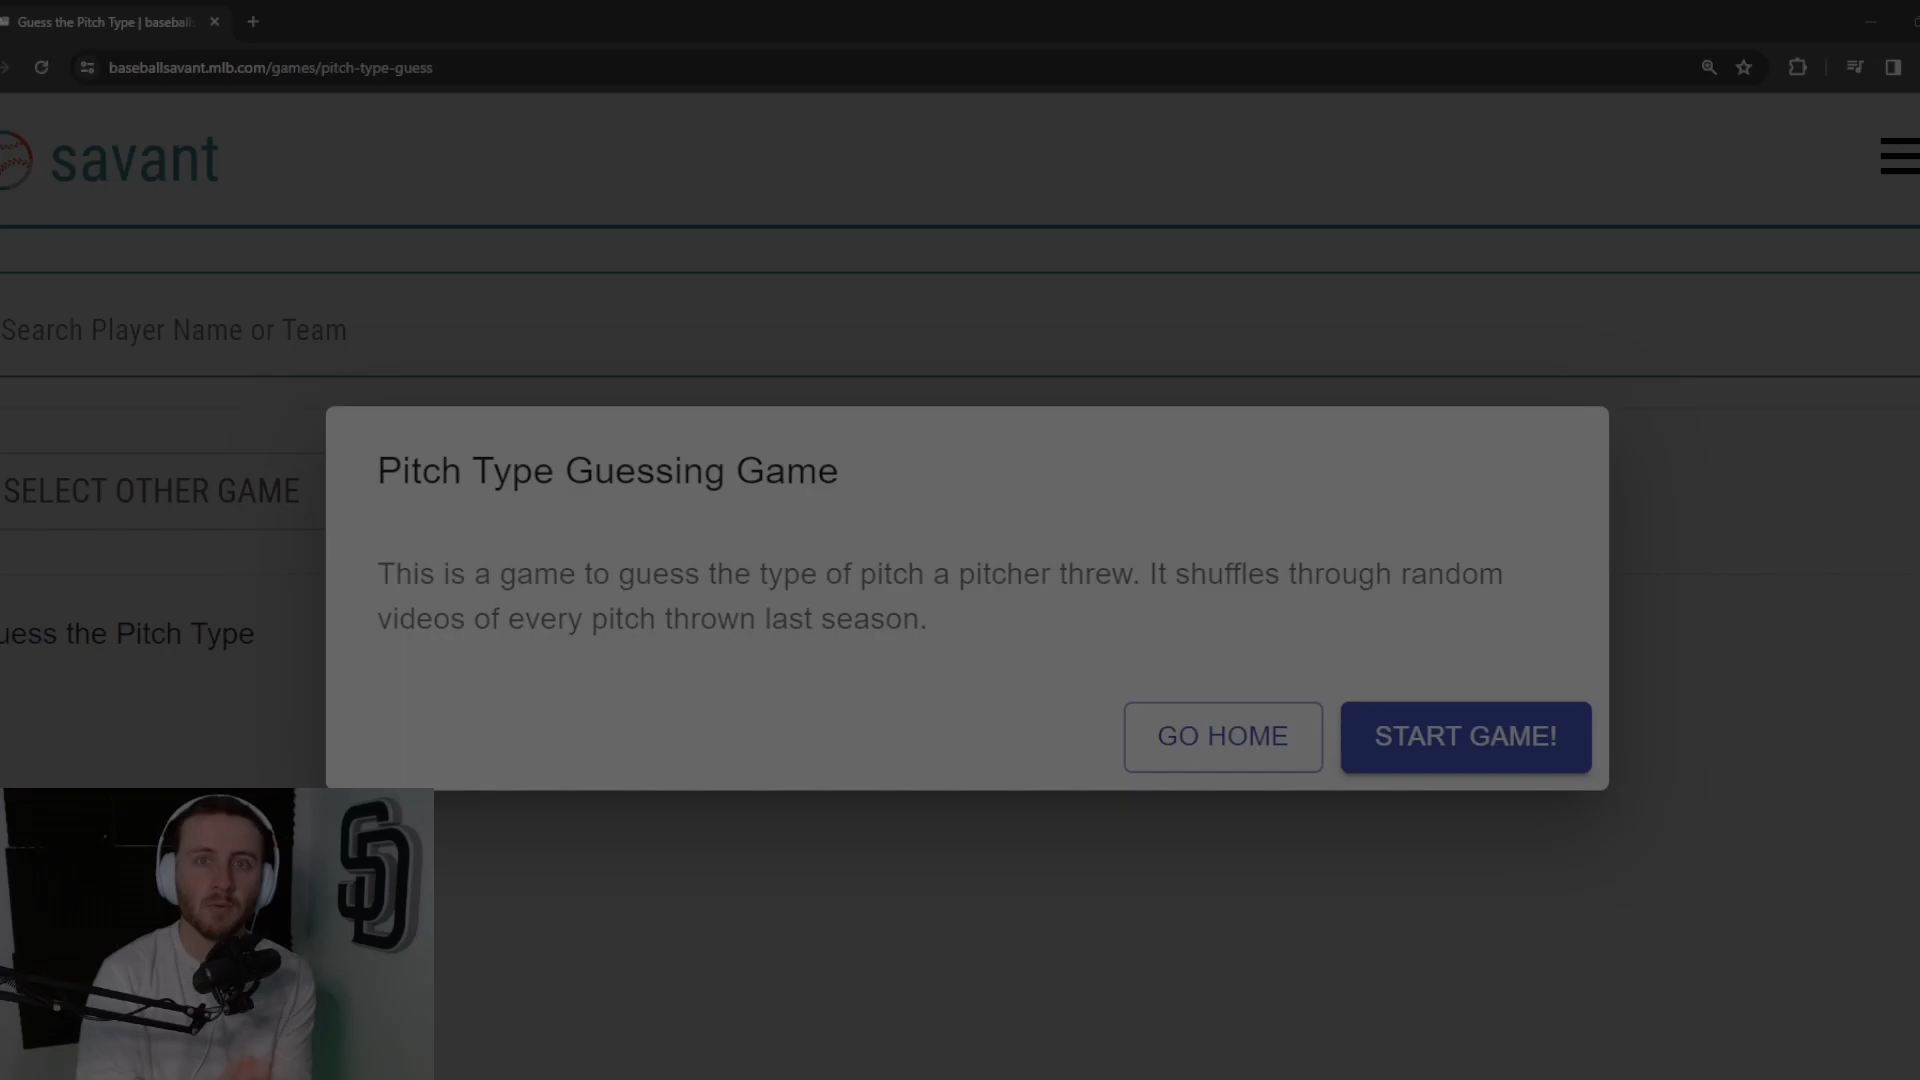 Guess the Pitch Type | baseball
baseballsavant.mlb.com/games/pitch-type-guess
savant
Search Player Name or Team
SELECT OTHER GAME
Pitch Type Guessing Game
This is a game to guess the type of pitch a pitcher threw. It shuffles through random
videos of every pitch thrown last season.
uess the Pitch Type
GO HOME
START GAME!
SD